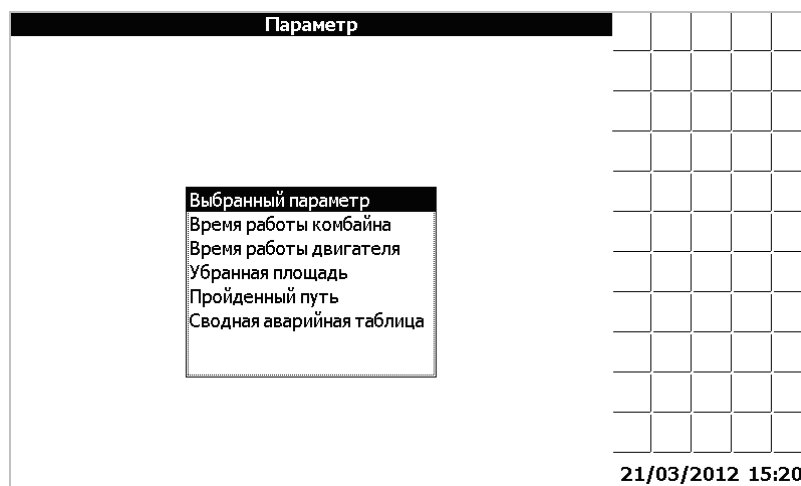 Параметр
Выбранный параметр
Время работы комбайна
Время работы двигателя
Убранная площадь
Пройденный путь
Сводная аварийная таблица
21/03/2012 15:20